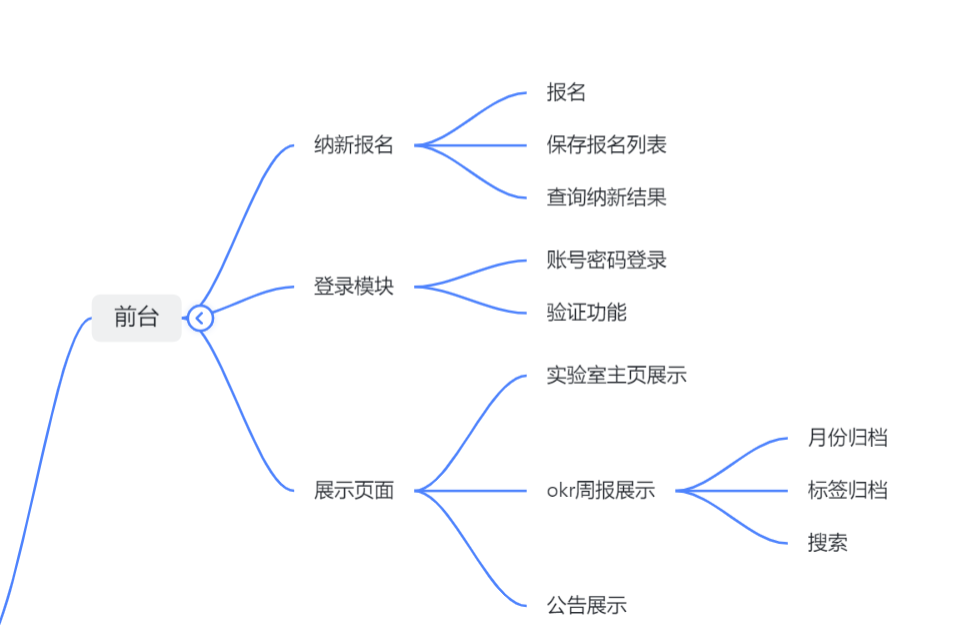 前台
纳新报名
报名
保存报名列表
查询纳新结果
登录模块
账号密码登录
验证功能
展示页面
实验室主页展示
okr周报展示
月份归档
标签归档
搜索
公告展示